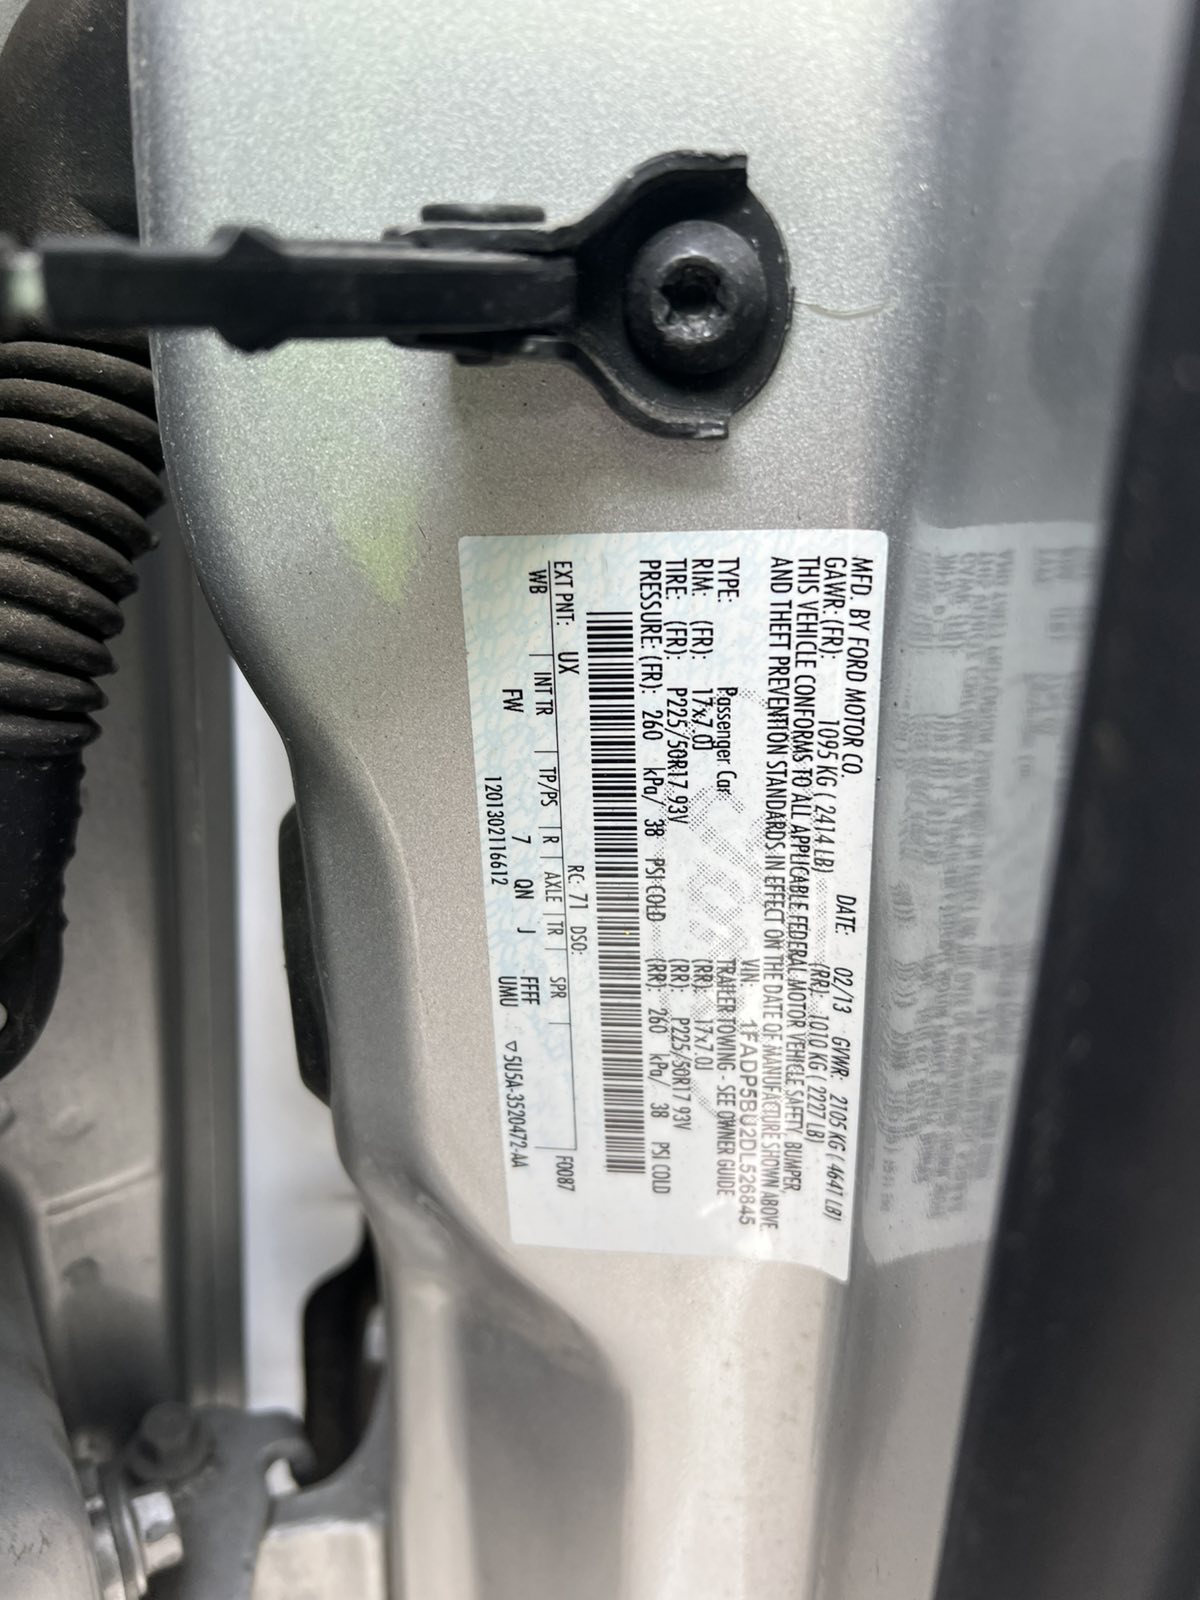 MFD. BY FORD MOTOR CO. DATE: 02/13 GVWR: 2105 KG ( 4641 LB)
GAWR: (FR): 1095 KG ( 2414 LB) (RR): 1010 KG ( 2227 LB)
THIS VEHICLE CONFORMS TO ALL APPLICABLE FEDERAL MOTOR VEHICLE SAFETY, BUMPER,
AND THEFT PREVENTION STANDARDS IN EFFECT ON THE DATE OF MANUFACTURE SHOWN ABOVE
VIN: 1FADP5BU2DL526845
TYPE: Passenger Car TRAILER TOWING - SEE OWNER GUIDE
RIM: (FR): 17x7.0J (RR): 17x7.0J
TIRE: (FR): P225/50R17 93V (RR): P225/50R17 93V
PRESSURE: (FR): 260 kPa/ 38 PSI COLD (RR): 260 kPa/ 38 PSI COLD
EXT PNT: UX RC: 71 DSO: F0087
WB INT TR TP/PS R AXLE TR SPR
FW 7 QN J FFFF
UMU
1201302116612 ▽5U5A-3520472-AA